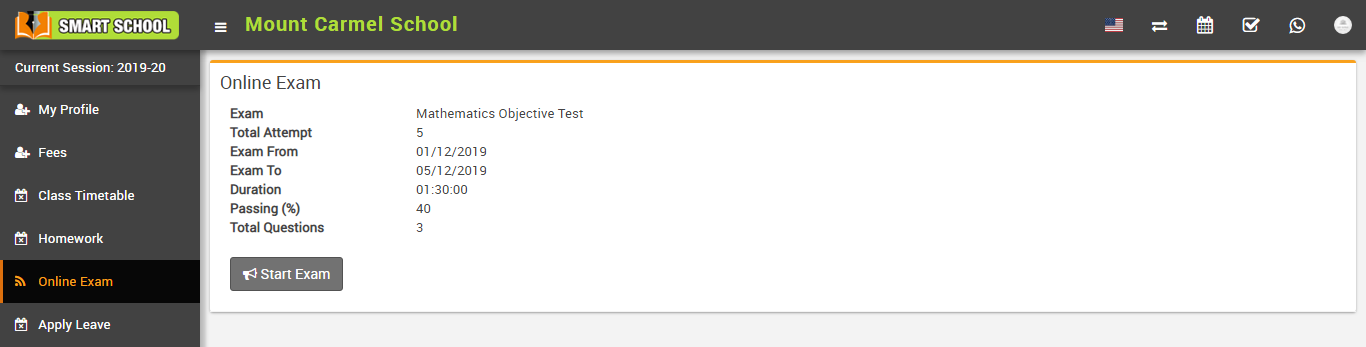 SMART SCHOOL
Mount Carmel School
Current Session: 2019-20
My Profile
Fees
Class Timetable
Homework
Online Exam
Apply Leave
Online Exam
Exam Mathematics Objective Test
Total Attempt 5
Exam From 01/12/2019
Exam To 05/12/2019
Duration 01:30:00
Passing (%) 40
Total Questions 3
Start Exam